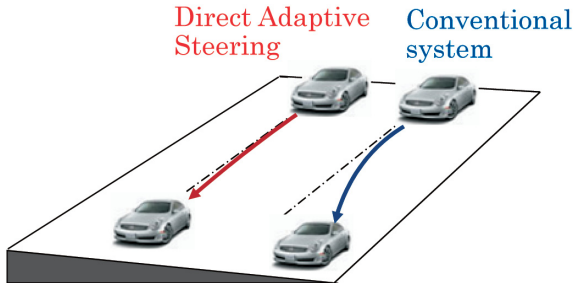 Direct Adaptive
Steering
Conventional
system